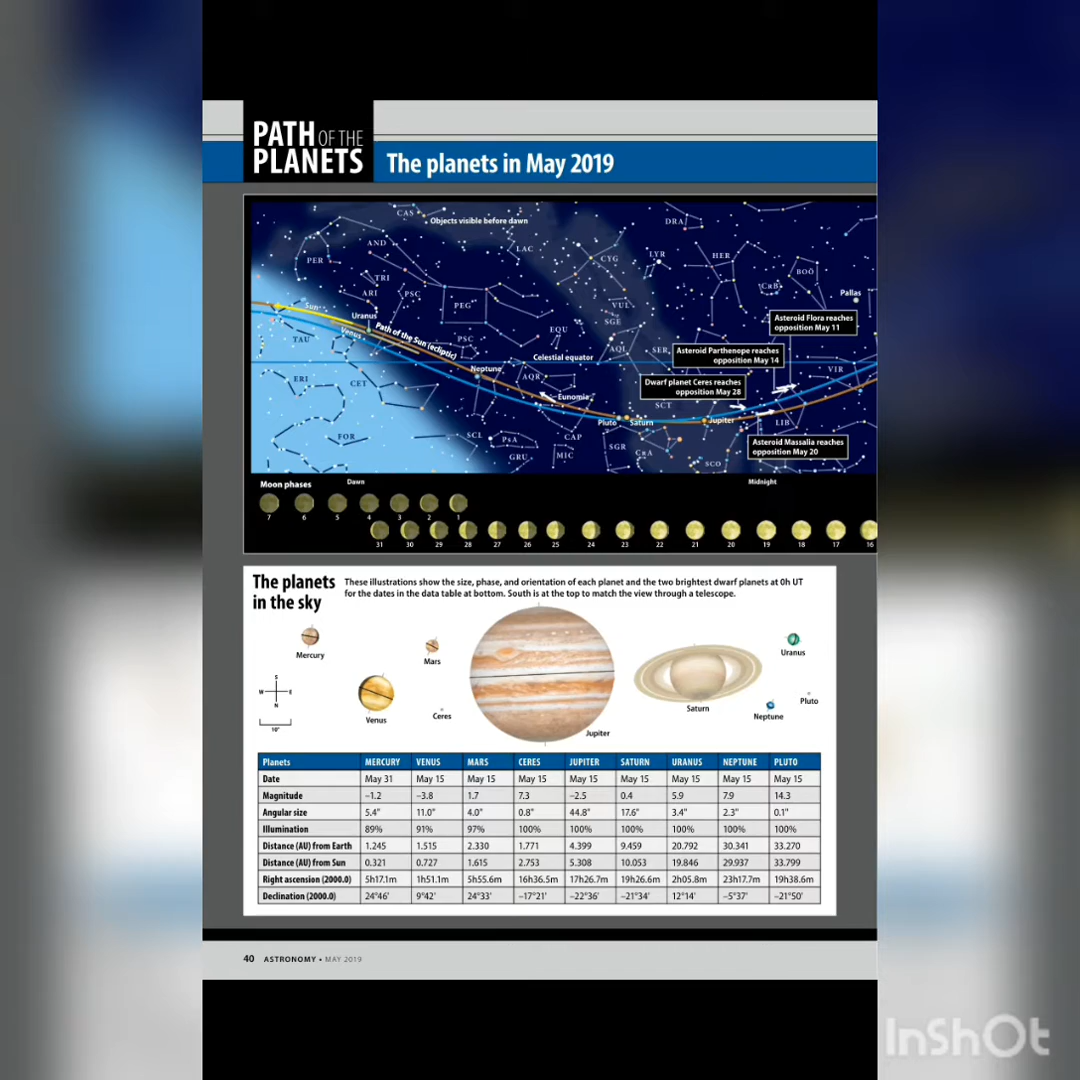 PATH OF THE
PLANETS
The planets in May 2019
CAS
Objects visible before dawn
DRA
AND
LAC
CYG
LYR
HER
PER
BOÖ
TRI
CrB
ARI
PSC
Pallas
PEG
VUL
Sun
Uranus
SGE
Asteroid Flora reaches
opposition May 11
Venus
Path of the Sun (ecliptic)
EQU
TAU
PSC
AQL
SER
Asteroid Parthenope reaches
opposition May 14
Celestial equator
Neptune
VIR
ERI
CET
AQR
Dwarf planet Ceres reaches
opposition May 28
Eunomia
SCT
Pluto
Saturn
Jupiter
LIB
FOR
SCL
PsA
CAP
Asteroid Massalia reaches
opposition May 20
GRU
MIC
SGR
CrA
SCO
Moon phases
Dawn
Midnight
7 6 5 4 3 2 1
31 30 29 28 27 26 25 24 23 22 21 20 19 18 17 16
The planets
in the sky
These illustrations show the size, phase, and orientation of each planet and the two brightest dwarf planets at 0h UT
for the dates in the data table at bottom. South is at the top to match the view through a telescope.
Mercury
Mars
Uranus
S
W E
N
10"
Venus
Ceres
Jupiter
Saturn
Neptune
Pluto
Planets MERCURY VENUS MARS CERES JUPITER SATURN URANUS NEPTUNE PLUTO
Date May 31 May 15 May 15 May 15 May 15 May 15 May 15 May 15 May 15
Magnitude –1.2 –3.8 1.7 7.3 –2.5 0.4 5.9 7.9 14.3
Angular size 5.4" 11.0" 4.0" 0.8" 44.8" 17.6" 3.4" 2.3" 0.1"
Illumination 89% 91% 97% 100% 100% 100% 100% 100% 100%
Distance (AU) from Earth 1.245 1.515 2.330 1.771 4.399 9.459 20.792 30.341 33.270
Distance (AU) from Sun 0.321 0.727 1.615 2.753 5.308 10.053 19.846 29.937 33.799
Right ascension (2000.0) 5h17.1m 1h51.1m 5h55.6m 16h36.5m 17h26.7m 19h26.6m 2h05.8m 23h17.7m 19h38.6m
Declination (2000.0) 24°46' 9°42' 24°33' –17°21' –22°36' –21°34' 12°14' –5°37' –21°50'
40 ASTRONOMY • MAY 2019
InShOt